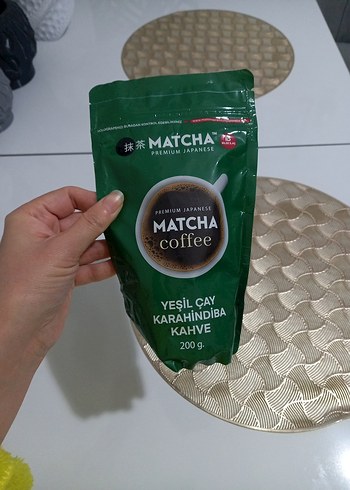 抹茶 MATCHA
PREMIUM JAPANESE
PREMIUM JAPANESE
MATCHA
coffee
YEŞİL ÇAY
KARAHİNDİBA
KAHVE
200 g.